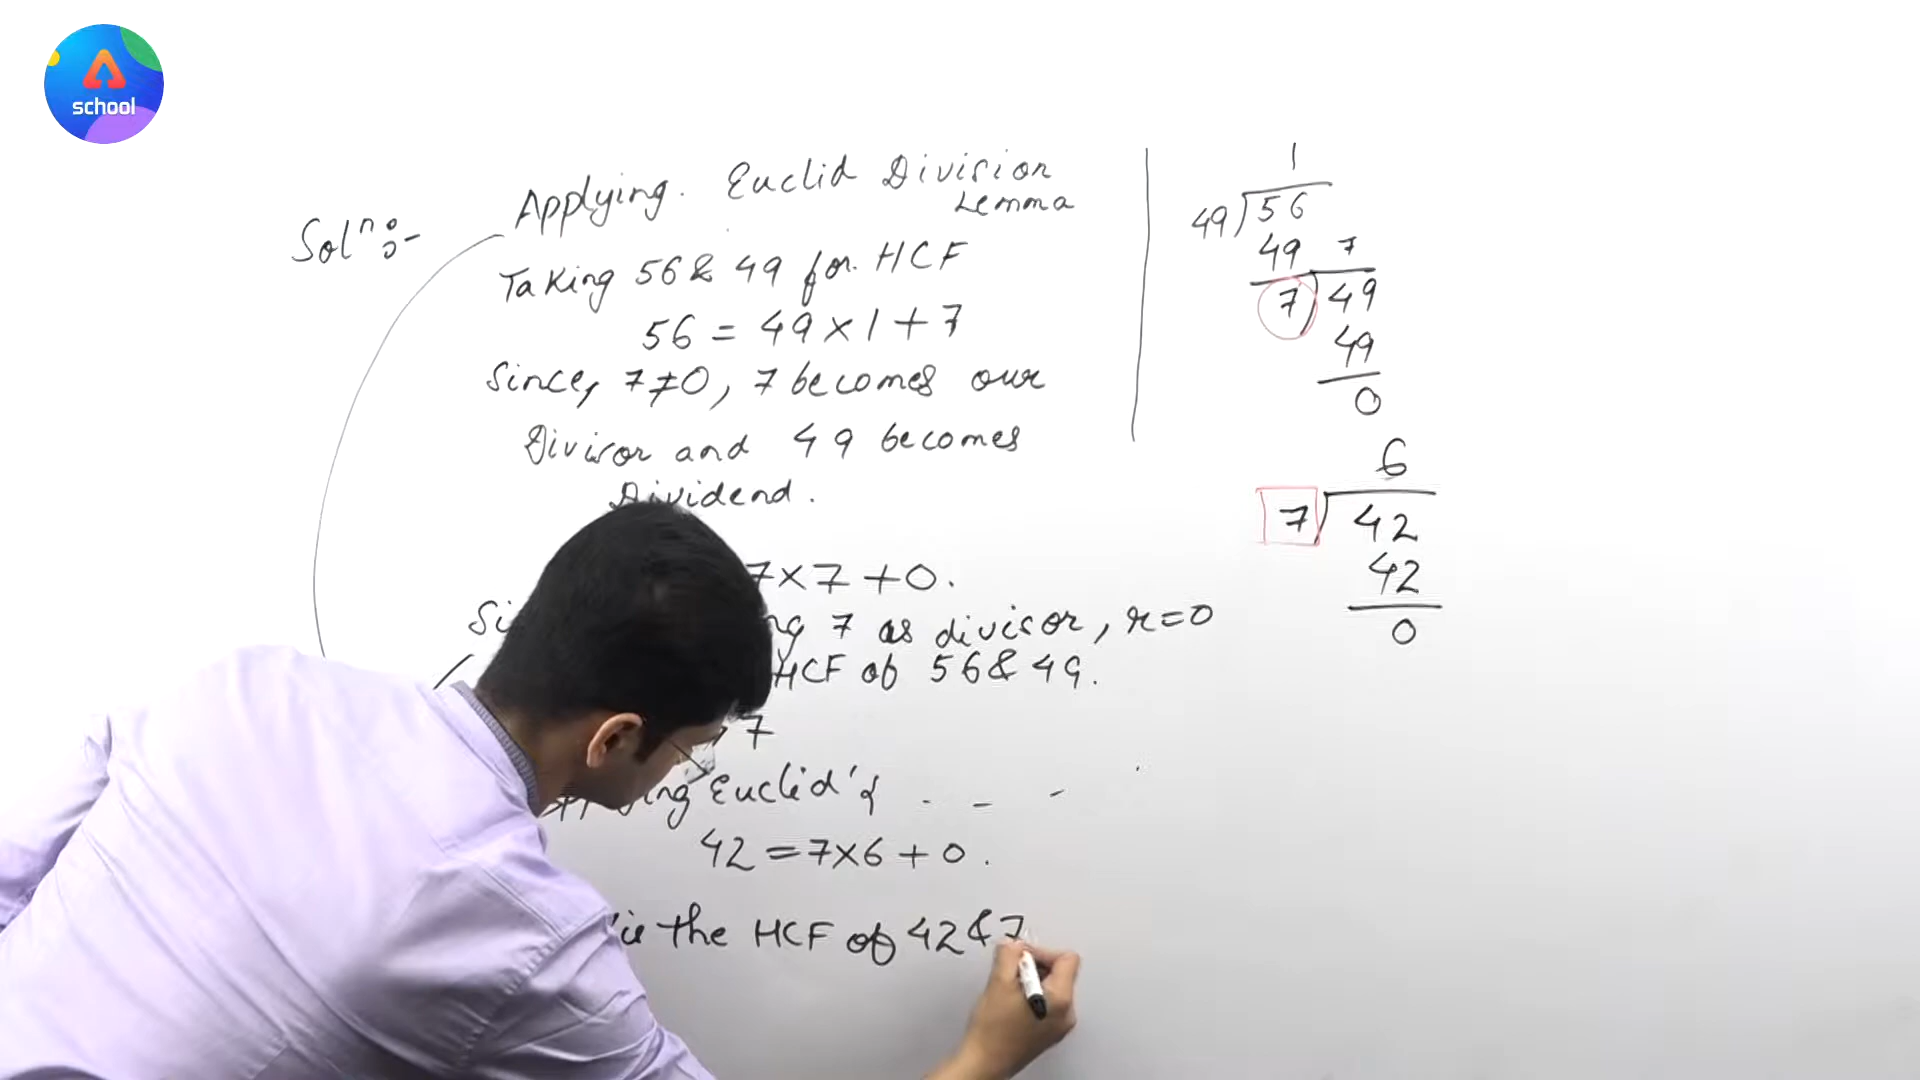 school
Solⁿ:-
Applying. Euclid Division
Lemma
Taking 56 & 49 for HCF
56 = 49 × 1 + 7
Since, 7 ≠ 0, 7 becomes our
Divisor and 49 becomes
Dividend.
7 × 7 + 0.
7 as divisor, r = 0
HCF of 56 & 49.
7
Euclid's . - -
42 = 7 × 6 + 0.
is the HCF of 42 & 7
1
49) 56
49 7
7) 49
49
0
6
7) 42
42
0